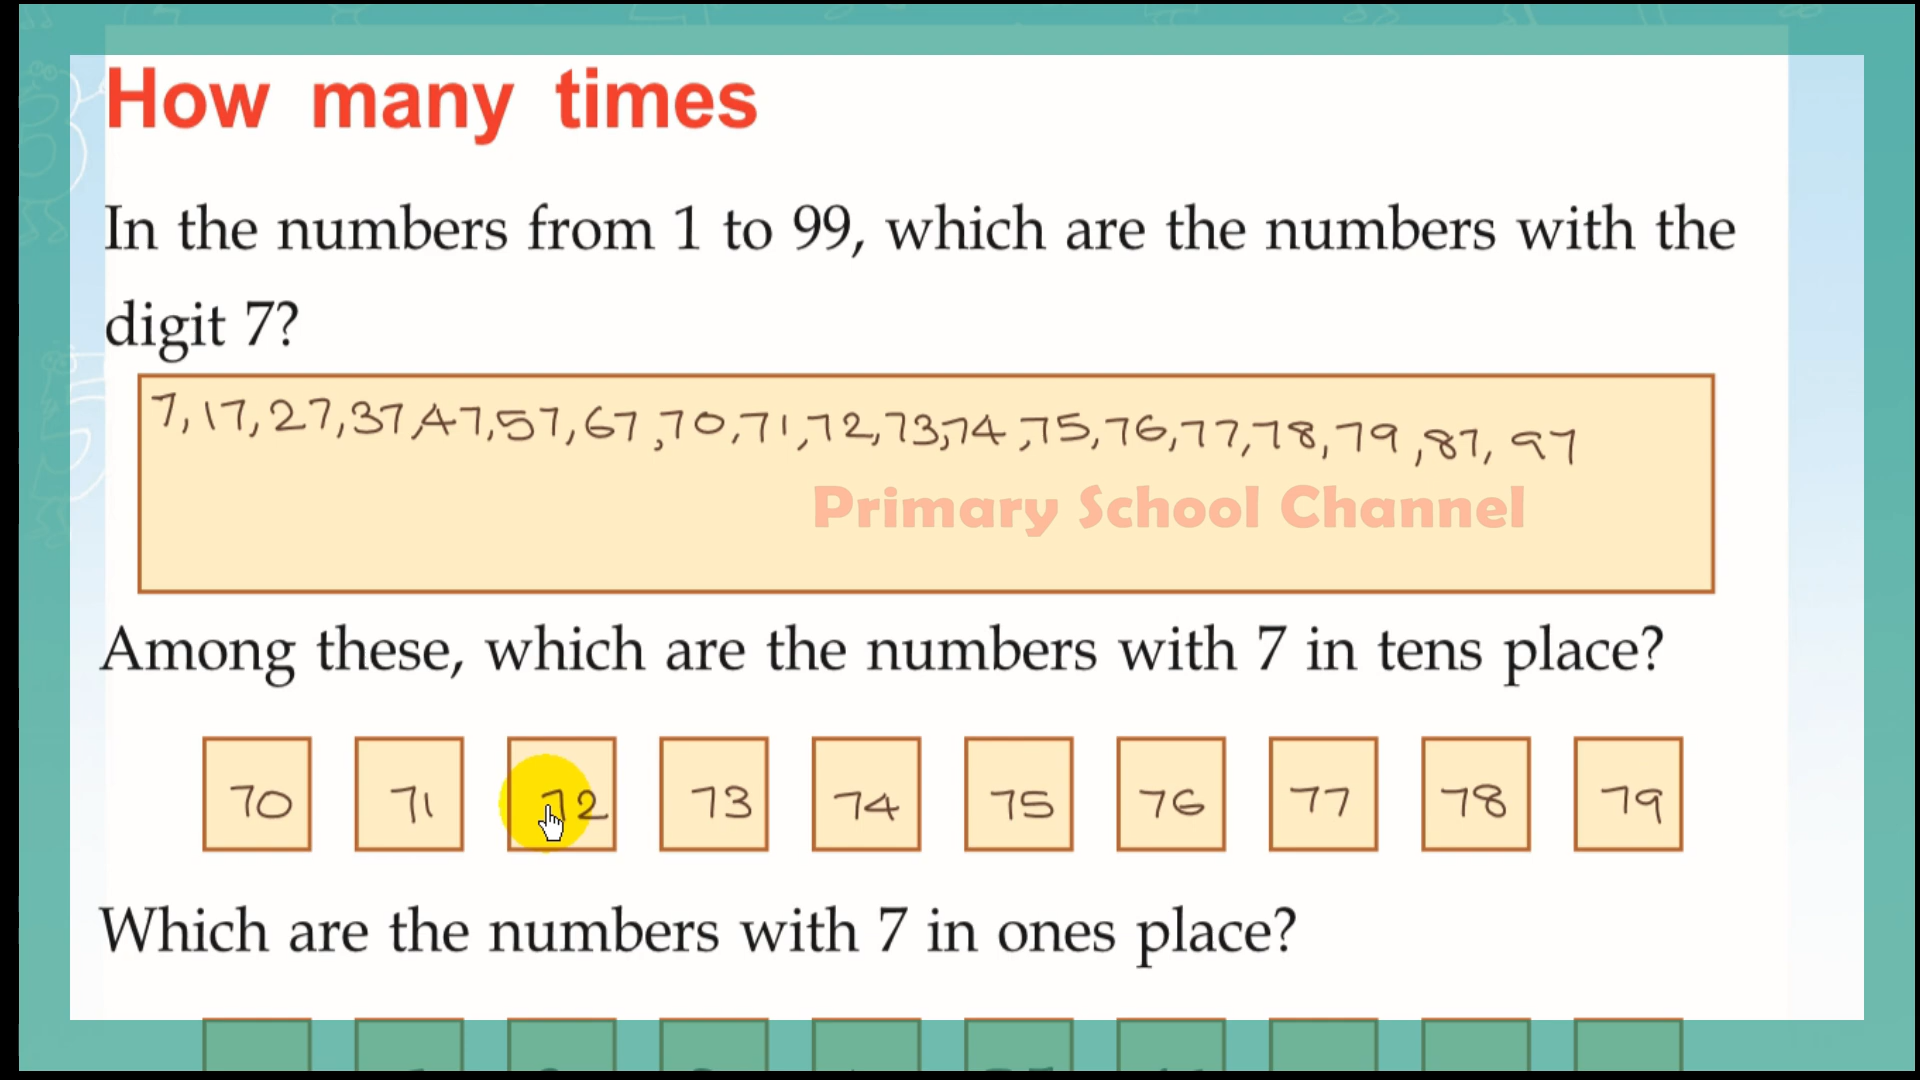 How many times
In the numbers from 1 to 99, which are the numbers with the
digit 7?
7,17,27,37,47,57,67,70,71,72,73,74,75,76,77,78,79,87,97
Primary School Channel
Among these, which are the numbers with 7 in tens place?
70 71 72 73 74 75 76 77 78 79
Which are the numbers with 7 in ones place?